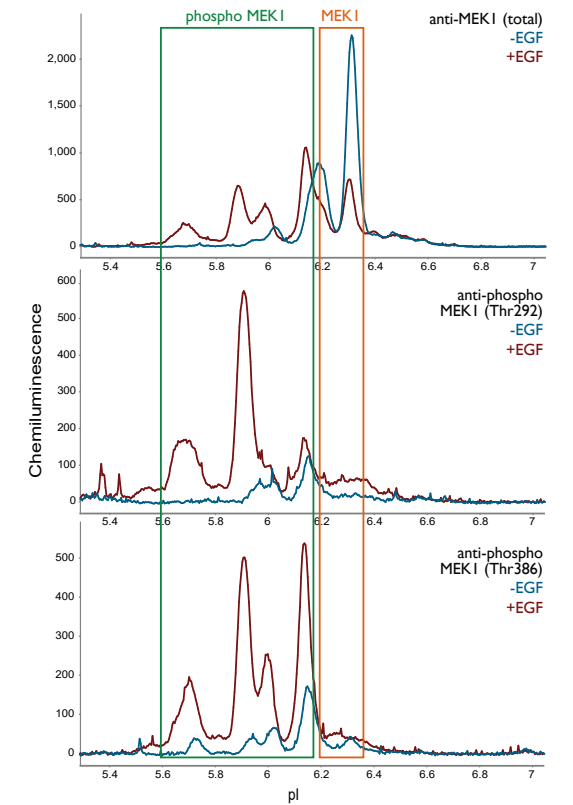 phospho MEK1
MEK1
anti-MEK1 (total)
-EGF
+EGF
2,000
1,500
1,000
500
0
5.4 5.6 5.8 6 6.2 6.4 6.6 6.8 7
anti-phospho
MEK1 (Thr292)
-EGF
+EGF
600
500
400
300
200
100
0
5.4 5.6 5.8 6 6.2 6.4 6.6 6.8 7
Chemiluminescence
anti-phospho
MEK1 (Thr386)
-EGF
+EGF
500
400
300
200
100
0
5.4 5.6 5.8 6 6.2 6.4 6.6 6.8 7
pI